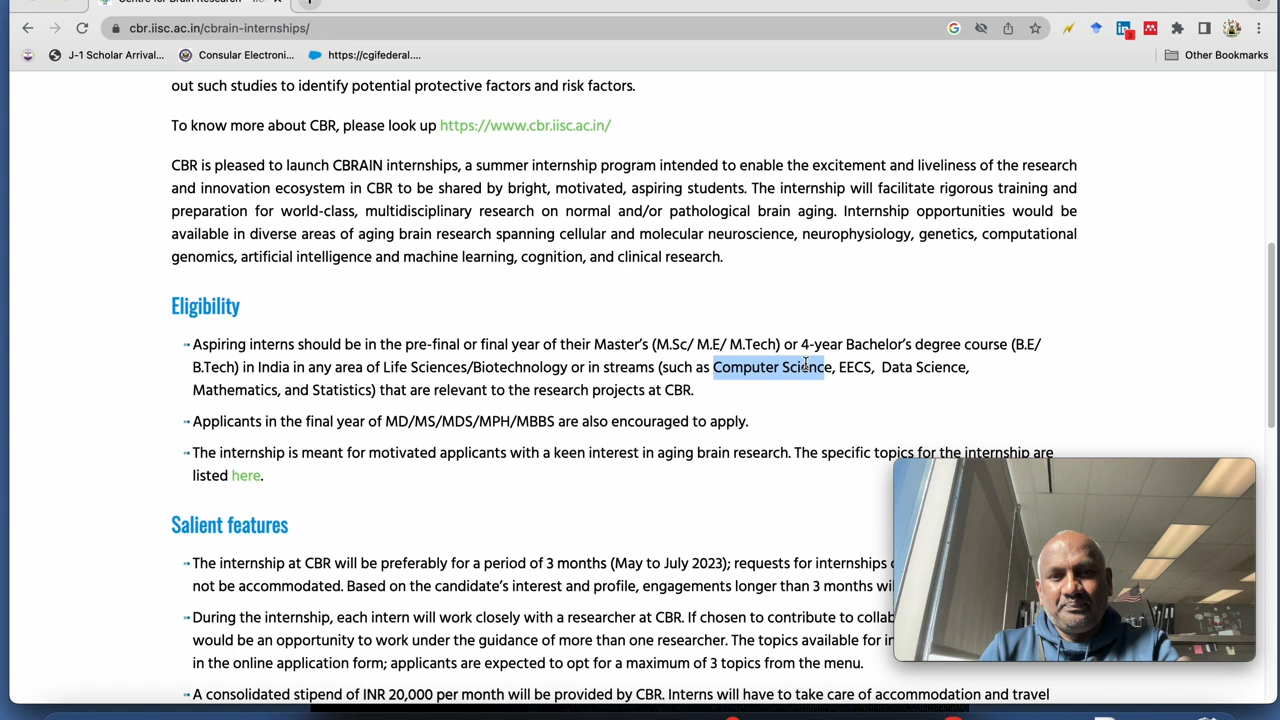 Centre for Brain Research
cbr.iisc.ac.in/cbrain-internships/
3
J-1 Scholar Arrival...
Consular Electroni...
https://cgifederal....
Other Bookmarks
out such studies to identify potential protective factors and risk factors.
To know more about CBR, please look up https://www.cbr.iisc.ac.in/
CBR is pleased to launch CBRAIN internships, a summer internship program intended to enable the excitement and liveliness of the research
and innovation ecosystem in CBR to be shared by bright, motivated, aspiring students. The internship will facilitate rigorous training and
preparation for world-class, multidisciplinary research on normal and/or pathological brain aging. Internship opportunities would be
available in diverse areas of aging brain research spanning cellular and molecular neuroscience, neurophysiology, genetics, computational
genomics, artificial intelligence and machine learning, cognition, and clinical research.
Eligibility
Aspiring interns should be in the pre-final or final year of their Master's (M.Sc/ M.E/ M.Tech) or 4-year Bachelor's degree course (B.E/
B.Tech) in India in any area of Life Sciences/Biotechnology or in streams (such as Computer Science, EECS, Data Science,
Mathematics, and Statistics) that are relevant to the research projects at CBR.
Applicants in the final year of MD/MS/MDS/MPH/MBBS are also encouraged to apply.
The internship is meant for motivated applicants with a keen interest in aging brain research. The specific topics for the internship are
listed here.
Salient features
The internship at CBR will be preferably for a period of 3 months (May to July 2023); requests for internships
not be accommodated. Based on the candidate's interest and profile, engagements longer than 3 months
During the internship, each intern will work closely with a researcher at CBR. If chosen to contribute to
would be an opportunity to work under the guidance of more than one researcher. The topics available for
in the online application form; applicants are expected to opt for a maximum of 3 topics from the menu.
A consolidated stipend of INR 20,000 per month will be provided by CBR. Interns will have to take care of accommodation and travel